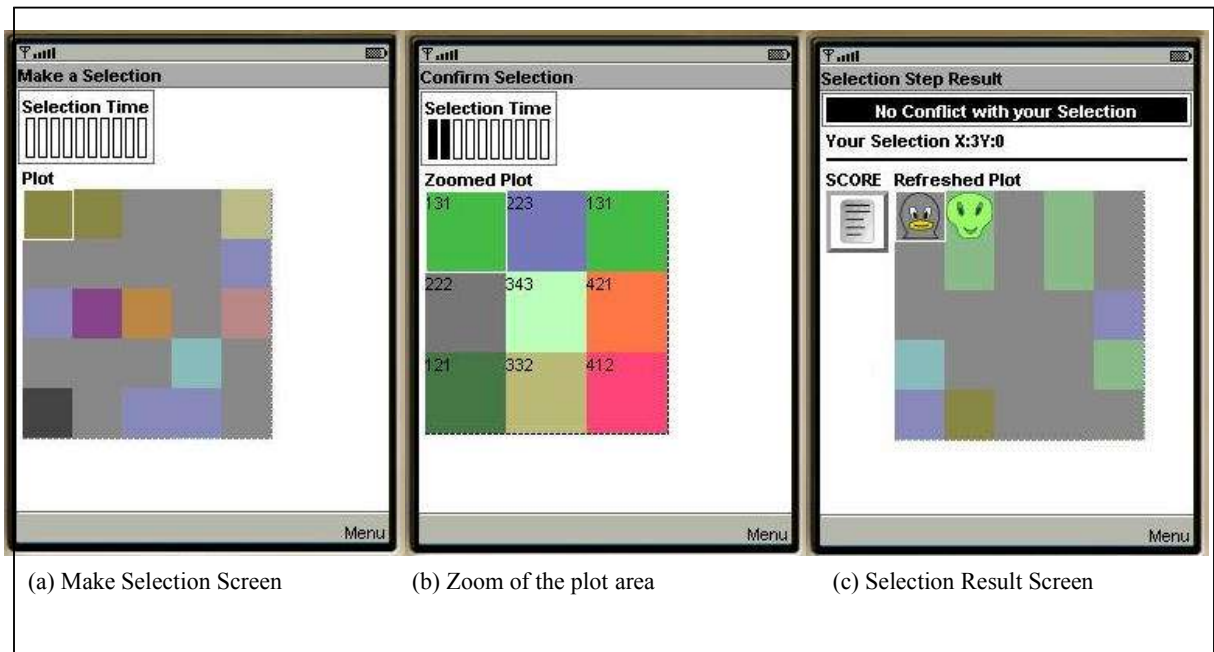 Make a Selection
Selection Time
Plot
Menu
Confirm Selection
Selection Time
Zoomed Plot
131 223 131
222 343 421
121 332 412
Menu
Selection Step Result
No Conflict with your Selection
Your Selection X:3Y:0
SCORE Refreshed Plot
Menu
(a) Make Selection Screen
(b) Zoom of the plot area
(c) Selection Result Screen